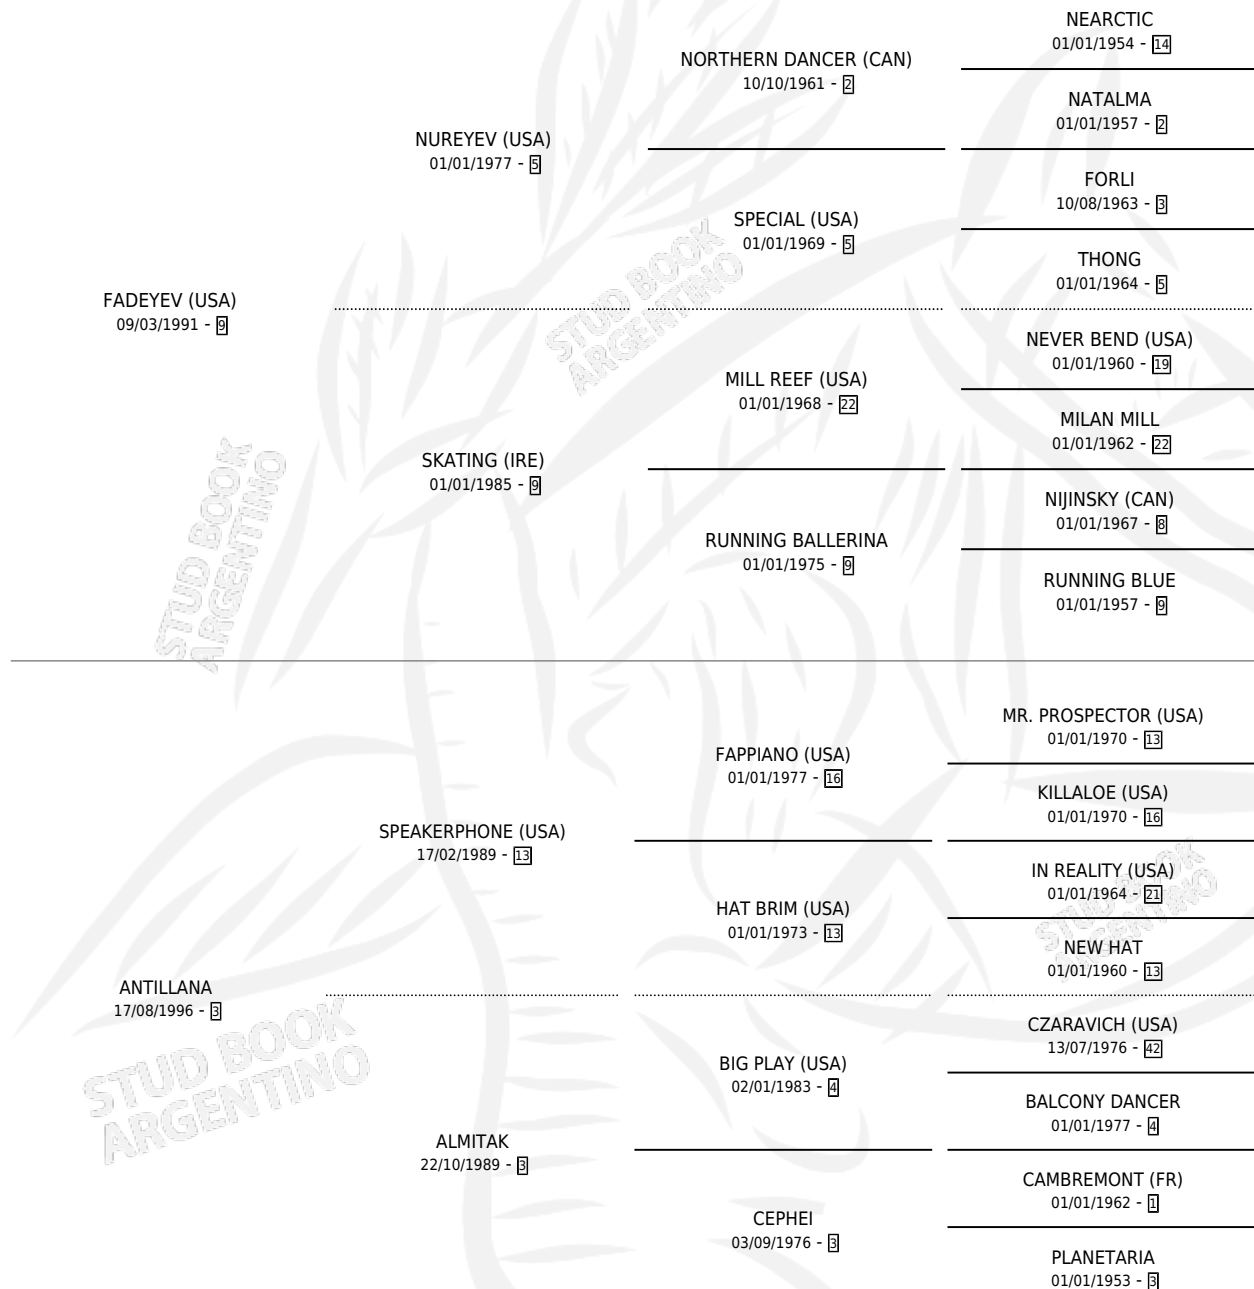 FADEYEV (USA)
09/03/1991 - 9
NUREYEV (USA)
01/01/1977 - 5
NORTHERN DANCER (CAN)
10/10/1961 - 2
NEARCTIC
01/01/1954 - 14
NATALMA
01/01/1957 - 2
SPECIAL (USA)
01/01/1969 - 5
FORLI
10/08/1963 - 3
THONG
01/01/1964 - 5
SKATING (IRE)
01/01/1985 - 9
MILL REEF (USA)
01/01/1968 - 22
NEVER BEND (USA)
01/01/1960 - 19
MILAN MILL
01/01/1962 - 22
RUNNING BALLERINA
01/01/1975 - 9
NIJINSKY (CAN)
01/01/1967 - 8
RUNNING BLUE
01/01/1957 - 9
ANTILLANA
17/08/1996 - 3
SPEAKERPHONE (USA)
17/02/1989 - 13
FAPPIANO (USA)
01/01/1977 - 16
MR. PROSPECTOR (USA)
01/01/1970 - 13
KILLALOE (USA)
01/01/1970 - 16
HAT BRIM (USA)
01/01/1973 - 13
IN REALITY (USA)
01/01/1964 - 21
NEW HAT
01/01/1960 - 13
ALMITAK
22/10/1989 - 3
BIG PLAY (USA)
02/01/1983 - 4
CZARAVICH (USA)
13/07/1976 - 42
BALCONY DANCER
01/01/1977 - 4
CEPHEI
03/09/1976 - 3
CAMBREMONT (FR)
01/01/1962 - 1
PLANETARIA
01/01/1953 - 3
STUD BOOK
ARGENTINO
STUD BOOK
ARGENTINO
STUD BOOK
ARGENTINO
STUD BOOK
ARGENTINO